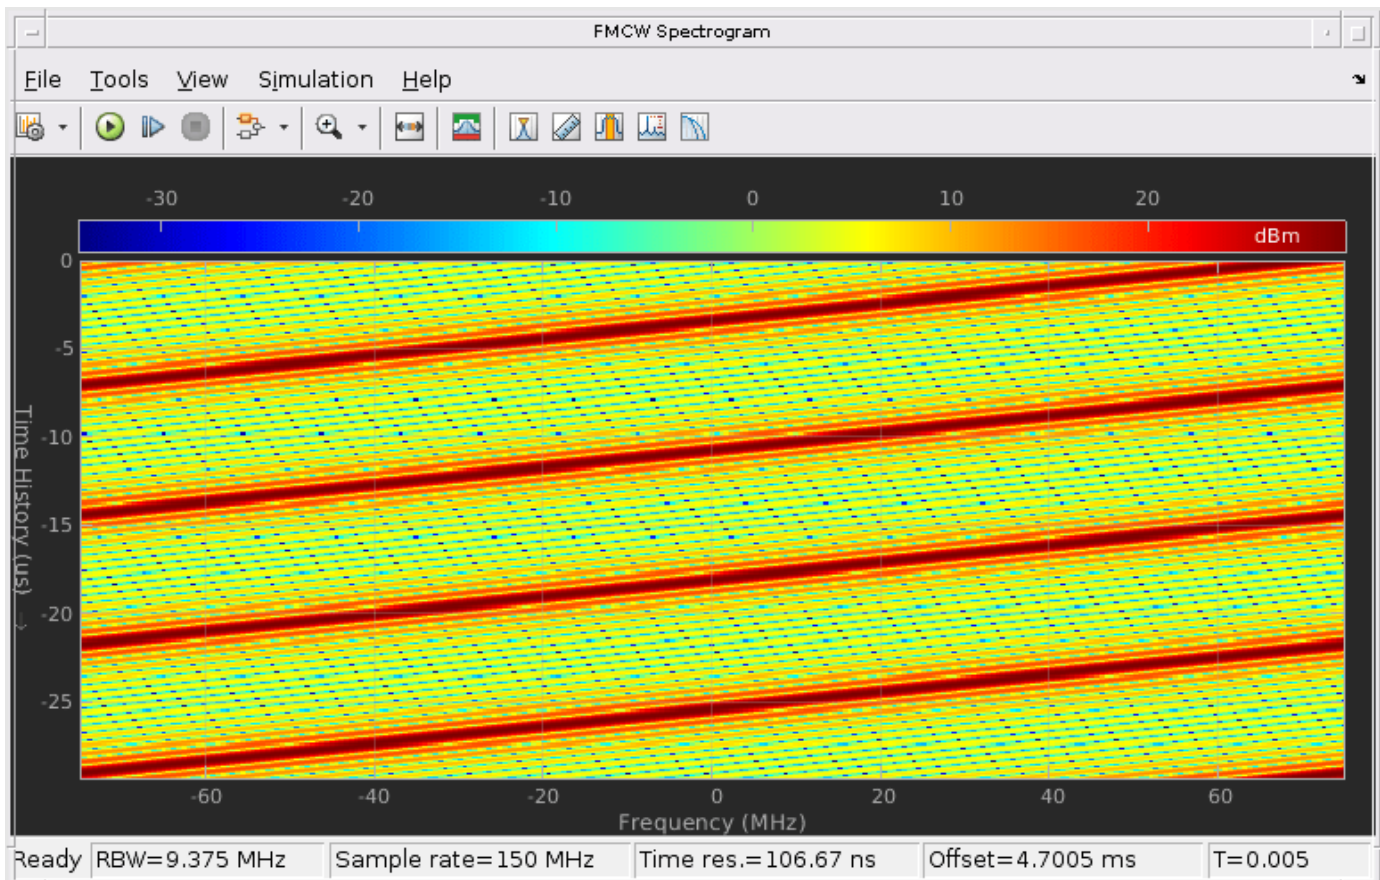 FMCW Spectrogram
File Tools View Simulation Help
-30 -20 -10 0 10 20
dBm
0
-5
-10
-15
-20
-25
Time History (us) →
-60 -40 -20 0 20 40 60
Frequency (MHz)
Ready RBW=9.375 MHz Sample rate=150 MHz Time res.=106.67 ns Offset=4.7005 ms T=0.005